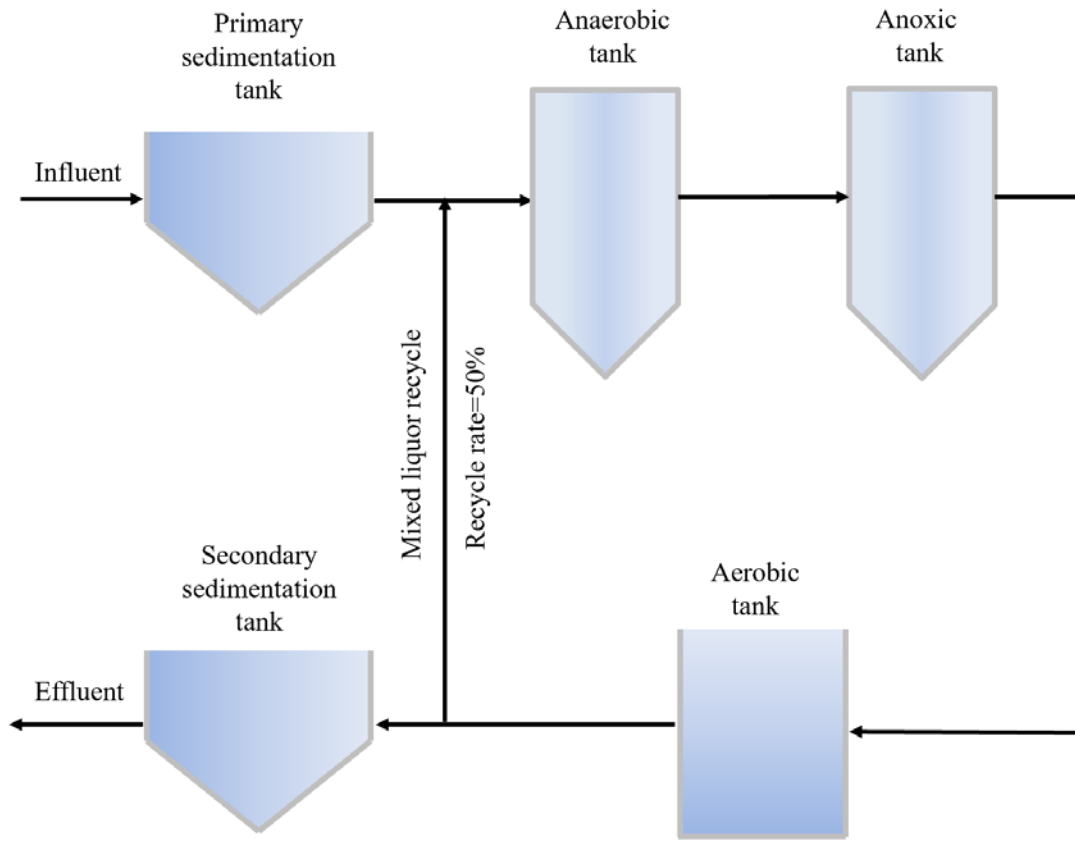 Primary
sedimentation
tank
Anaerobic
tank
Anoxic
tank
Influent
Mixed liquor recycle
Recycle rate=50%
Secondary
sedimentation
tank
Aerobic
tank
Effluent